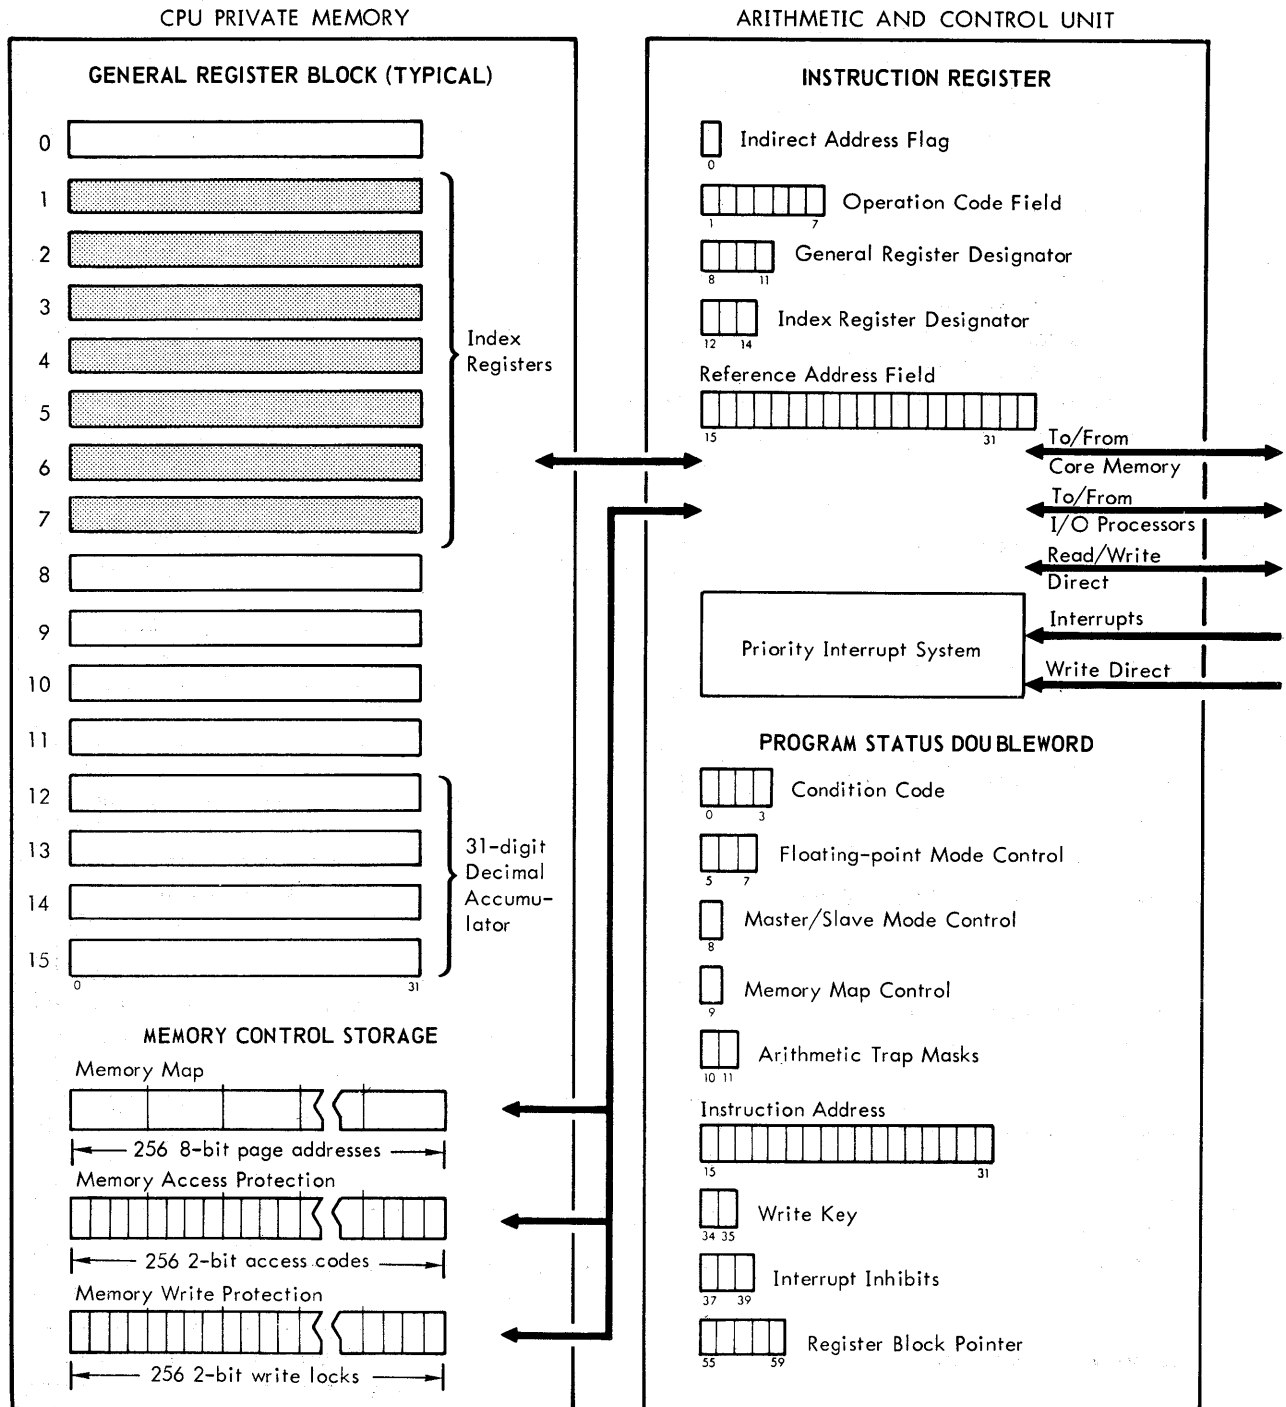 CPU PRIVATE MEMORY
GENERAL REGISTER BLOCK (TYPICAL)
0
1
2
3
4
5
6
7
Index
Registers
8
9
10
11
12
13
14
15
31-digit
Decimal
Accumu-
lator
0 31
MEMORY CONTROL STORAGE
Memory Map
256 8-bit page addresses
Memory Access Protection
256 2-bit access codes
Memory Write Protection
256 2-bit write locks
ARITHMETIC AND CONTROL UNIT
INSTRUCTION REGISTER
Indirect Address Flag
0
Operation Code Field
1 7
General Register Designator
8 11
Index Register Designator
12 14
Reference Address Field
15 31
To/From
Core Memory
To/From
I/O Processors
Read/Write
Direct
Interrupts
Write Direct
Priority Interrupt System
PROGRAM STATUS DOUBLEWORD
Condition Code
0 3
Floating-point Mode Control
5 7
Master/Slave Mode Control
8
Memory Map Control
9
Arithmetic Trap Masks
10 11
Instruction Address
15 31
Write Key
34 35
Interrupt Inhibits
37 39
Register Block Pointer
55 59